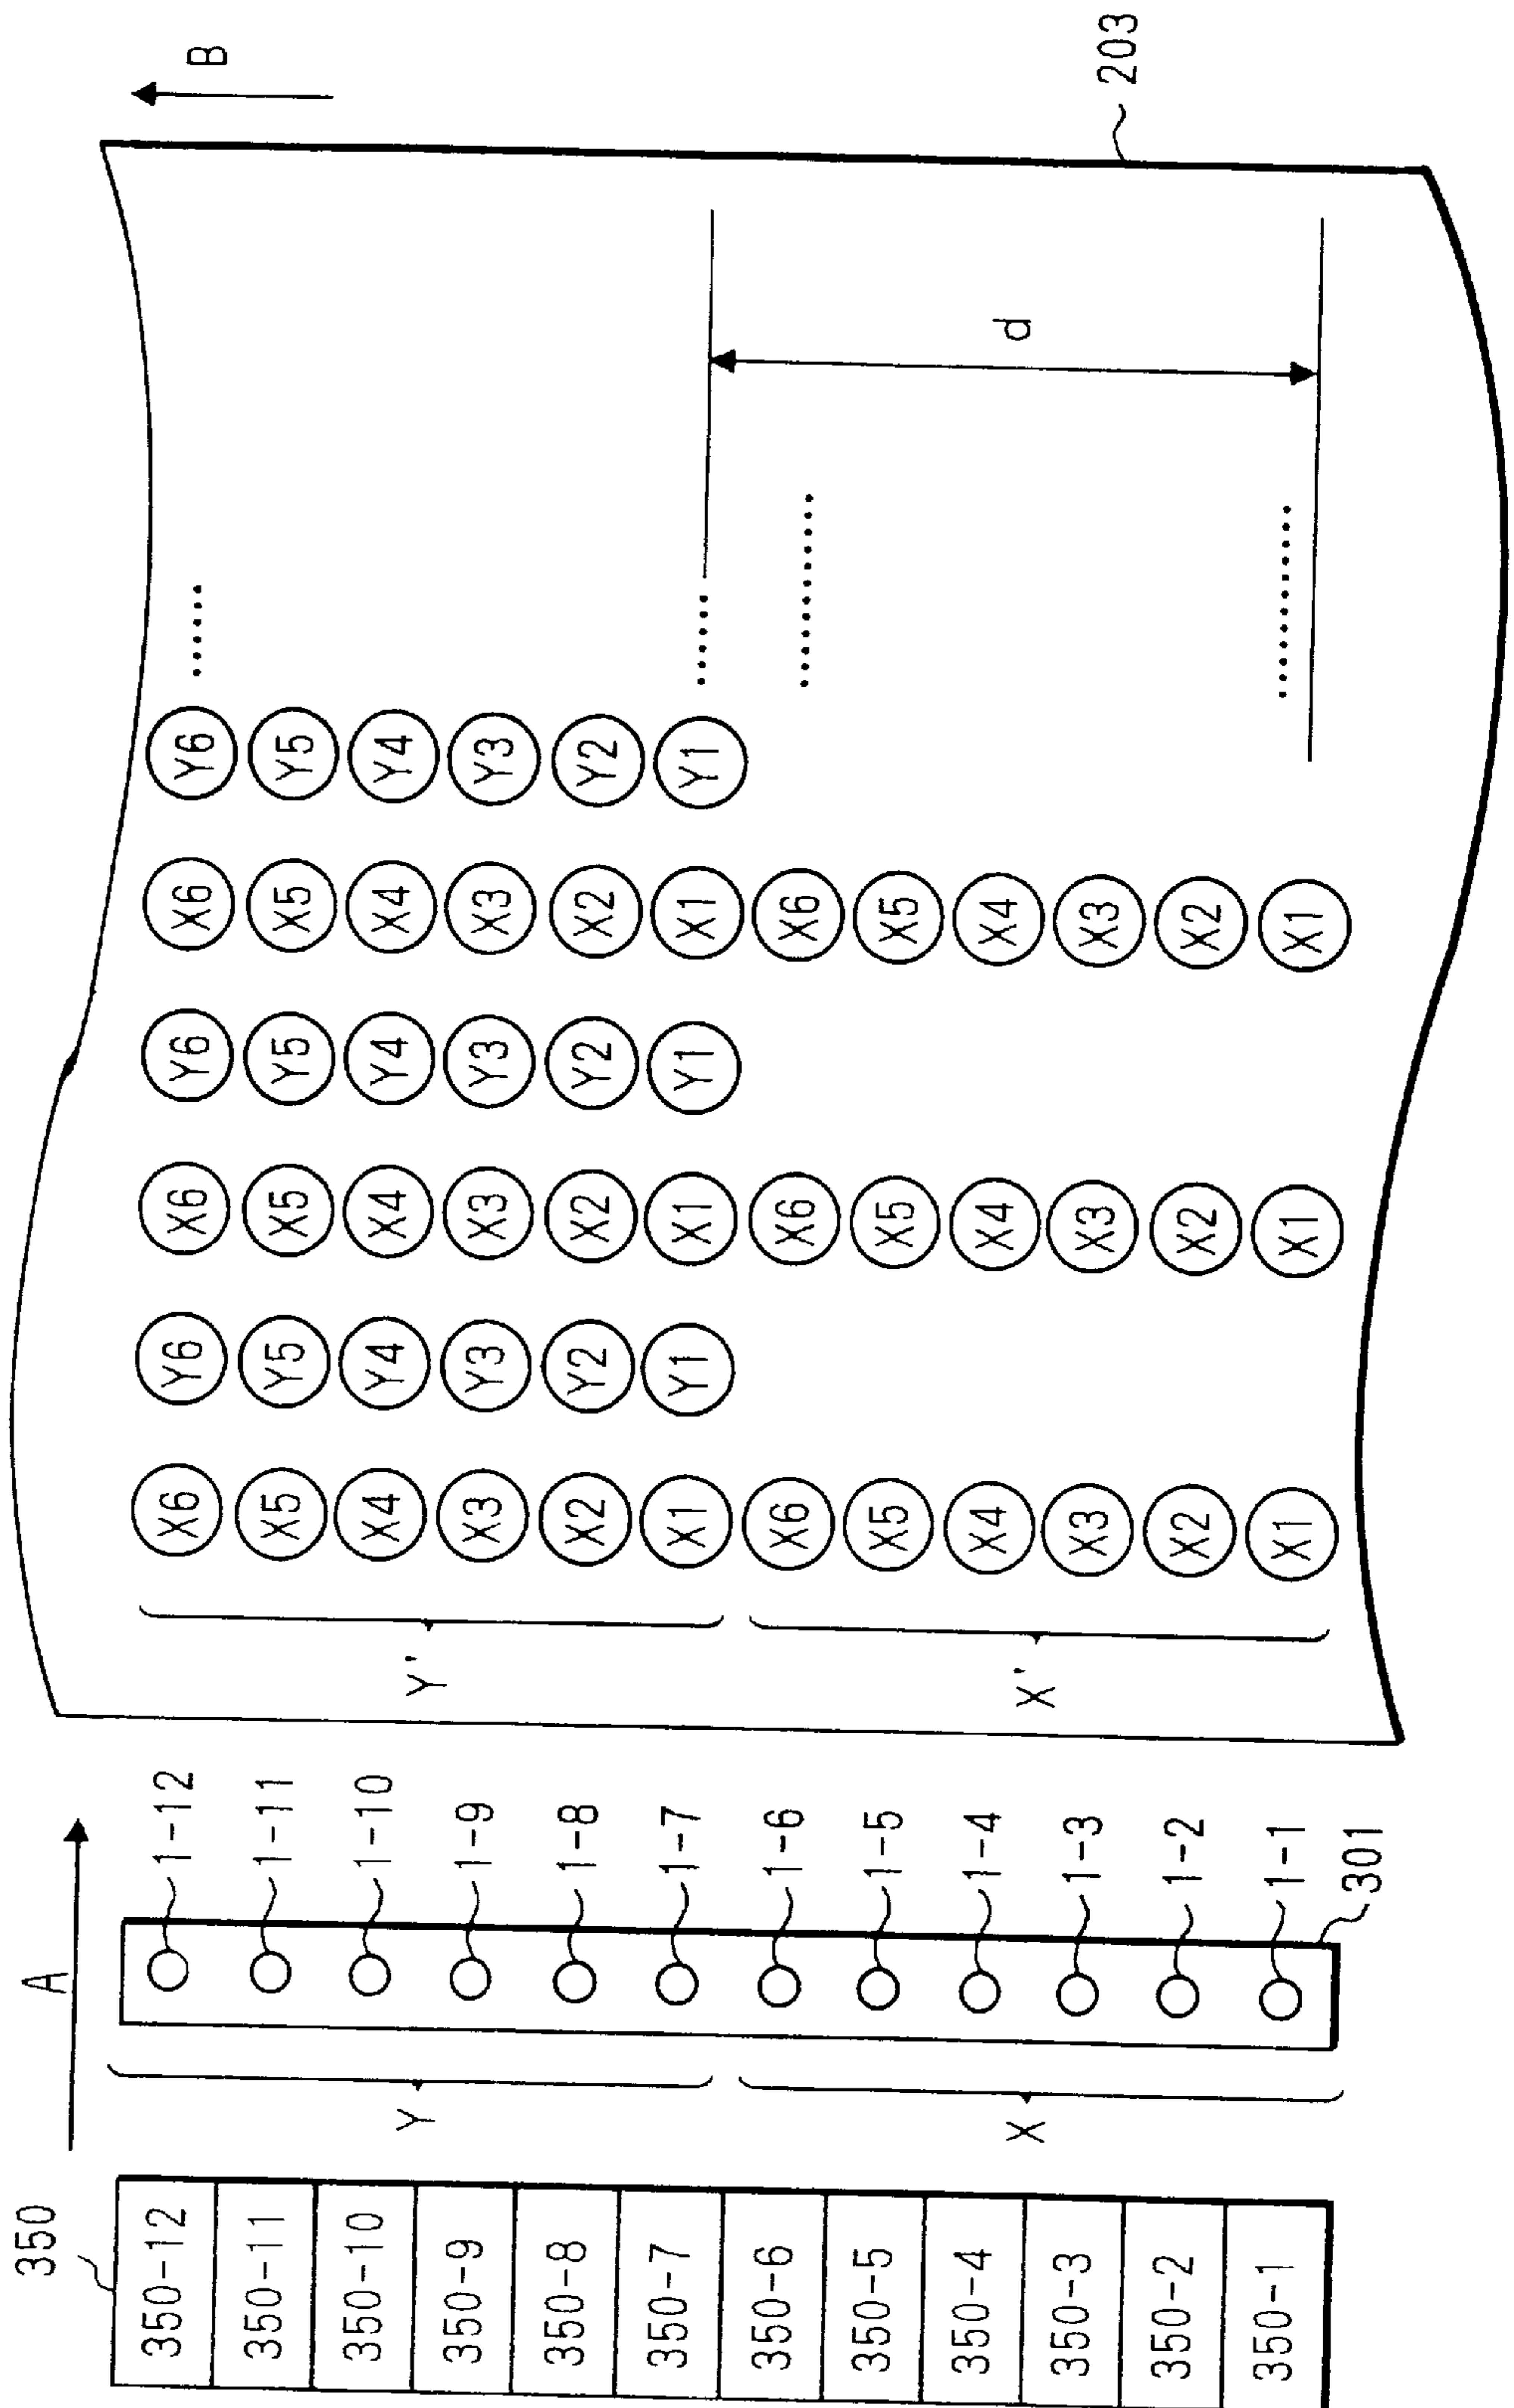 350
350-12
350-11
350-10
350-9
350-8
350-7
350-6
350-5
350-4
350-3
350-2
350-1
A
Y
X
1-12
1-11
1-10
1-9
1-8
1-7
1-6
1-5
1-4
1-3
1-2
1-1
301
Y'
X'
X6 Y6 X6 Y6 X6 Y6 ......
X5 Y5 X5 Y5 X5 Y5
X4 Y4 X4 Y4 X4 Y4
X3 Y3 X3 Y3 X3 Y3
X2 Y2 X2 Y2 X2 Y2
X1 Y1 X1 Y1 X1 Y1 ......
X6 X6 X6 ............
X5 X5 X5
X4 X4 X4
X3 X3 X3
X2 X2 X2
X1 X1 X1 ............
d
B
203